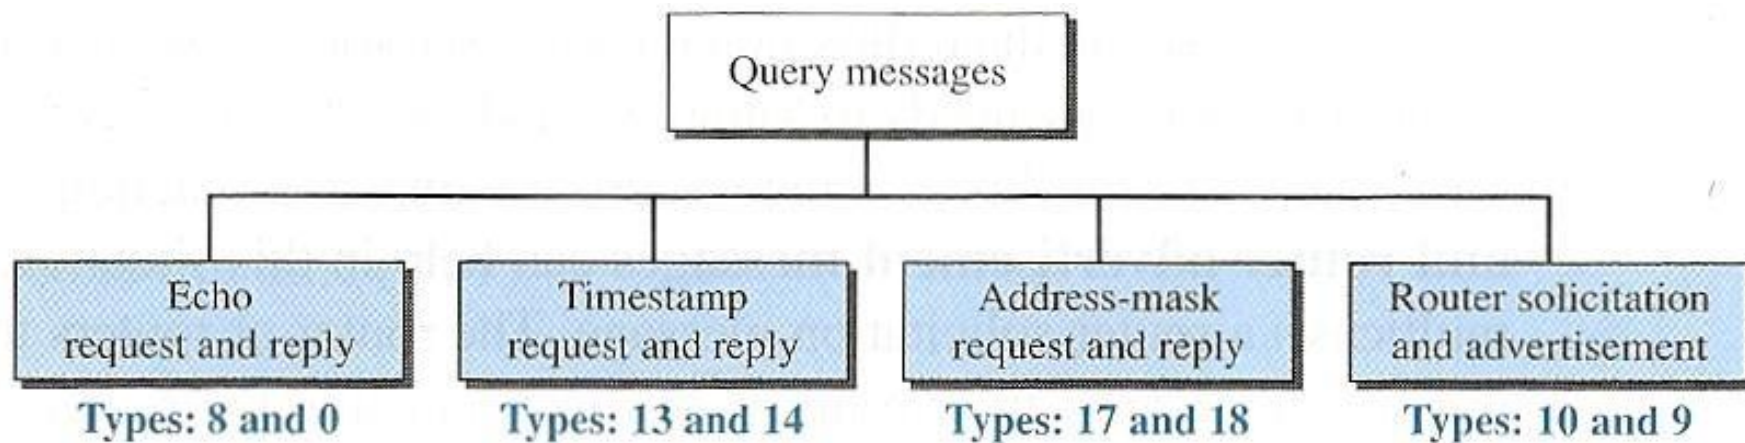 Query messages
Echo
request and reply
Timestamp
request and reply
Address-mask
request and reply
Router solicitation
and advertisement
Types: 8 and 0
Types: 13 and 14
Types: 17 and 18
Types: 10 and 9